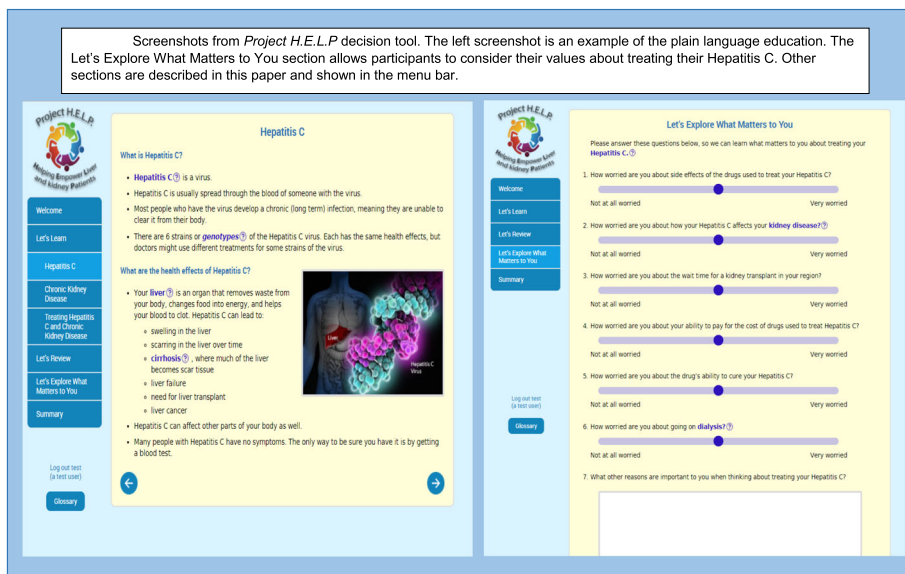 Screenshots from Project H.E.L.P decision tool. The left screenshot is an example of the plain language education. The
Let's Explore What Matters to You section allows participants to consider their values about treating their Hepatitis C. Other
sections are described in this paper and shown in the menu bar.
Project H.E.L.P.
Helping Empower Liver
and Kidney Patients
Welcome
Let's Learn
Hepatitis C
Chronic Kidney
Disease
Treating Hepatitis
C and Chronic
Kidney Disease
Let's Review
Let's Explore What
Matters to You
Summary
Log out test
(a test user)
Glossary
Hepatitis C
What is Hepatitis C?
• Hepatitis C? is a virus.
• Hepatitis C is usually spread through the blood of someone with the virus.
• Most people who have the virus develop a chronic (long term) infection, meaning they are unable to
clear it from their body.
• There are 6 strains or genotypes? of the Hepatitis C virus. Each has the same health effects, but
doctors might use different treatments for some strains of the virus.
What are the health effects of Hepatitis C?
• Your liver? is an organ that removes waste from
your body, changes food into energy, and helps
your blood to clot. Hepatitis C can lead to:
swelling in the liver
scarring in the liver over time
cirrhosis?, where much of the liver
becomes scar tissue
liver failure
need for liver transplant
liver cancer
Liver
Hepatitis C
Virus
• Hepatitis C can affect other parts of your body as well.
• Many people with Hepatitis C have no symptoms. The only way to be sure you have it is by getting
a blood test.
Project H.E.L.P.
Helping Empower Liver
and Kidney Patients
Welcome
Let's Learn
Let's Review
Let's Explore What
Matters to You
Summary
Log out test
(a test user)
Glossary
Let's Explore What Matters to You
Please answer these questions below, so we can learn what matters to you about treating your
Hepatitis C.?
1. How worried are you about side effects of the drugs used to treat your Hepatitis C?
Not at all worried Very worried
2. How worried are you about how your Hepatitis C affects your kidney disease??
Not at all worried Very worried
3. How worried are you about the wait time for a kidney transplant in your region?
Not at all worried Very worried
4. How worried are you about your ability to pay for the cost of drugs used to treat Hepatitis C?
Not at all worried Very worried
5. How worried are you about the drug's ability to cure your Hepatitis C?
Not at all worried Very worried
6. How worried are you about going on dialysis??
Not at all worried Very worried
7. What other reasons are important to you when thinking about treating your Hepatitis C?